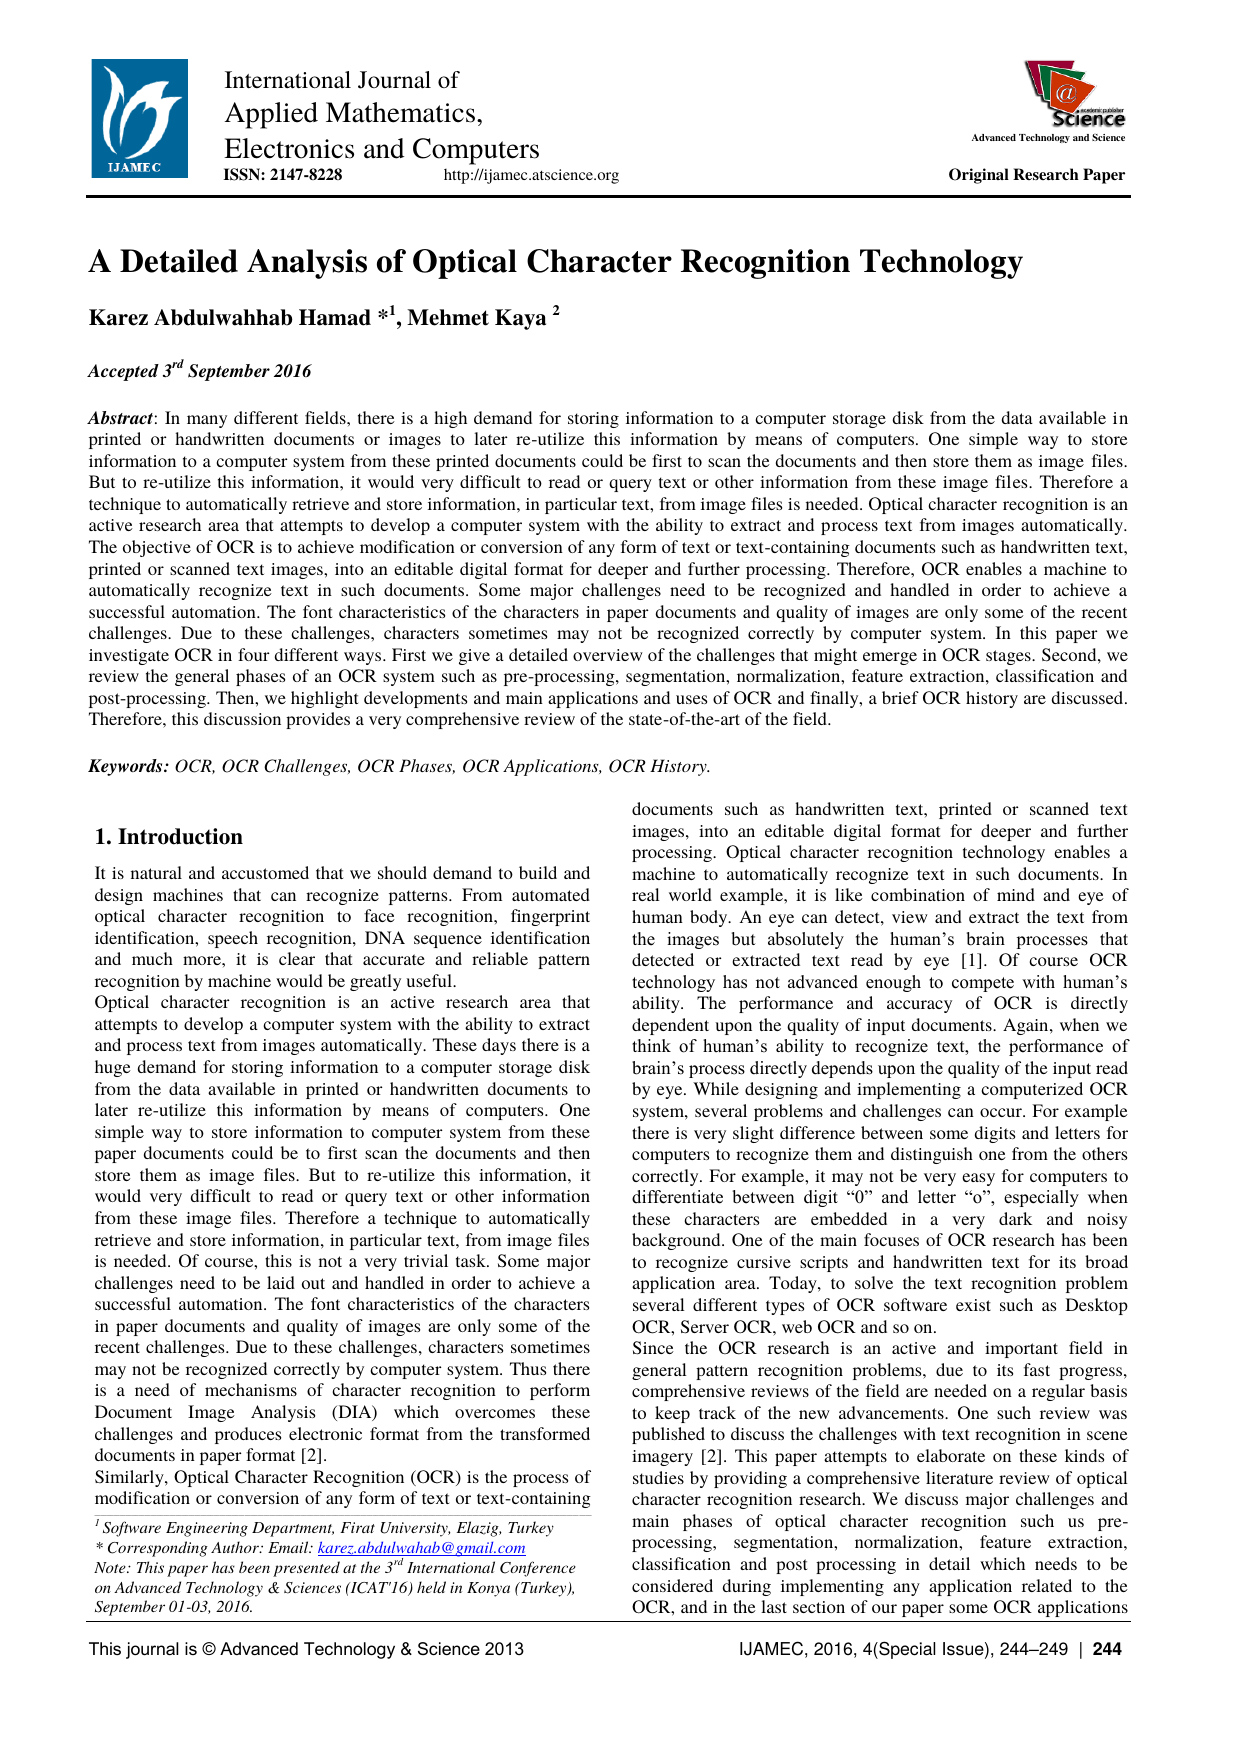 IJAMEC
International Journal of
Applied Mathematics,
Electronics and Computers
ISSN: 2147-8228 http://ijamec.atscience.org
@
academic publisher
Science
Advanced Technology and Science
Original Research Paper
A Detailed Analysis of Optical Character Recognition Technology
Karez Abdulwahhab Hamad *1, Mehmet Kaya 2
Accepted 3rd September 2016
Abstract: In many different fields, there is a high demand for storing information to a computer storage disk from the data available in
printed or handwritten documents or images to later re-utilize this information by means of computers. One simple way to store
information to a computer system from these printed documents could be first to scan the documents and then store them as image files.
But to re-utilize this information, it would very difficult to read or query text or other information from these image files. Therefore a
technique to automatically retrieve and store information, in particular text, from image files is needed. Optical character recognition is an
active research area that attempts to develop a computer system with the ability to extract and process text from images automatically.
The objective of OCR is to achieve modification or conversion of any form of text or text-containing documents such as handwritten text,
printed or scanned text images, into an editable digital format for deeper and further processing. Therefore, OCR enables a machine to
automatically recognize text in such documents. Some major challenges need to be recognized and handled in order to achieve a
successful automation. The font characteristics of the characters in paper documents and quality of images are only some of the recent
challenges. Due to these challenges, characters sometimes may not be recognized correctly by computer system. In this paper we
investigate OCR in four different ways. First we give a detailed overview of the challenges that might emerge in OCR stages. Second, we
review the general phases of an OCR system such as pre-processing, segmentation, normalization, feature extraction, classification and
post-processing. Then, we highlight developments and main applications and uses of OCR and finally, a brief OCR history are discussed.
Therefore, this discussion provides a very comprehensive review of the state-of-the-art of the field.
Keywords: OCR, OCR Challenges, OCR Phases, OCR Applications, OCR History.
1. Introduction
It is natural and accustomed that we should demand to build and
design machines that can recognize patterns. From automated
optical character recognition to face recognition, fingerprint
identification, speech recognition, DNA sequence identification
and much more, it is clear that accurate and reliable pattern
recognition by machine would be greatly useful.
Optical character recognition is an active research area that
attempts to develop a computer system with the ability to extract
and process text from images automatically. These days there is a
huge demand for storing information to a computer storage disk
from the data available in printed or handwritten documents to
later re-utilize this information by means of computers. One
simple way to store information to computer system from these
paper documents could be to first scan the documents and then
store them as image files. But to re-utilize this information, it
would very difficult to read or query text or other information
from these image files. Therefore a technique to automatically
retrieve and store information, in particular text, from image files
is needed. Of course, this is not a very trivial task. Some major
challenges need to be laid out and handled in order to achieve a
successful automation. The font characteristics of the characters
in paper documents and quality of images are only some of the
recent challenges. Due to these challenges, characters sometimes
may not be recognized correctly by computer system. Thus there
is a need of mechanisms of character recognition to perform
Document Image Analysis (DIA) which overcomes these
challenges and produces electronic format from the transformed
documents in paper format [2].
Similarly, Optical Character Recognition (OCR) is the process of
modification or conversion of any form of text or text-containing
1 Software Engineering Department, Firat University, Elazig, Turkey
* Corresponding Author: Email: karez.abdulwahab@gmail.com
Note: This paper has been presented at the 3rd International Conference
on Advanced Technology & Sciences (ICAT'16) held in Konya (Turkey),
September 01-03, 2016.
documents such as handwritten text, printed or scanned text
images, into an editable digital format for deeper and further
processing. Optical character recognition technology enables a
machine to automatically recognize text in such documents. In
real world example, it is like combination of mind and eye of
human body. An eye can detect, view and extract the text from
the images but absolutely the human’s brain processes that
detected or extracted text read by eye [1]. Of course OCR
technology has not advanced enough to compete with human’s
ability. The performance and accuracy of OCR is directly
dependent upon the quality of input documents. Again, when we
think of human’s ability to recognize text, the performance of
brain’s process directly depends upon the quality of the input read
by eye. While designing and implementing a computerized OCR
system, several problems and challenges can occur. For example
there is very slight difference between some digits and letters for
computers to recognize them and distinguish one from the others
correctly. For example, it may not be very easy for computers to
differentiate between digit “0” and letter “o”, especially when
these characters are embedded in a very dark and noisy
background. One of the main focuses of OCR research has been
to recognize cursive scripts and handwritten text for its broad
application area. Today, to solve the text recognition problem
several different types of OCR software exist such as Desktop
OCR, Server OCR, web OCR and so on.
Since the OCR research is an active and important field in
general pattern recognition problems, due to its fast progress,
comprehensive reviews of the field are needed on a regular basis
to keep track of the new advancements. One such review was
published to discuss the challenges with text recognition in scene
imagery [2]. This paper attempts to elaborate on these kinds of
studies by providing a comprehensive literature review of optical
character recognition research. We discuss major challenges and
main phases of optical character recognition such us pre-
processing, segmentation, normalization, feature extraction,
classification and post processing in detail which needs to be
considered during implementing any application related to the
OCR, and in the last section of our paper some OCR applications
This journal is © Advanced Technology & Science 2013 IJAMEC, 2016, 4(Special Issue), 244–249 | 244